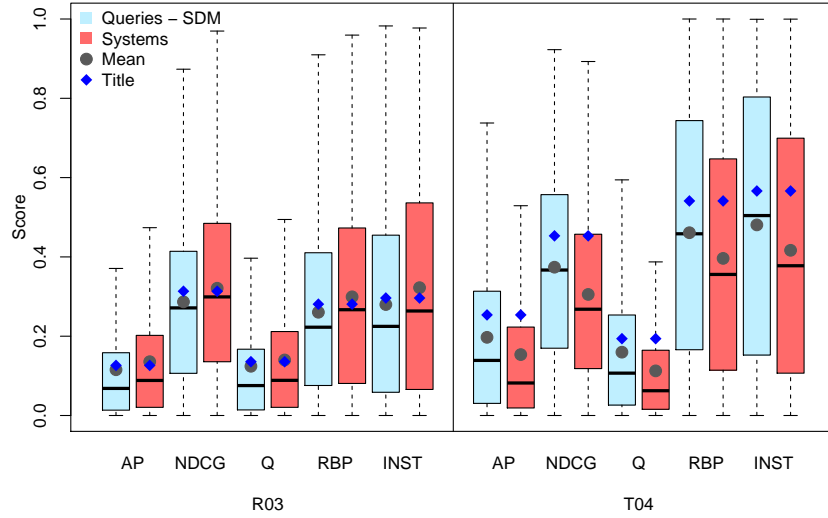 Queries − SDM
Systems
Mean
Title
Score
0.0 0.2 0.4 0.6 0.8 1.0
AP NDCG Q RBP INST AP NDCG Q RBP INST
R03 T04